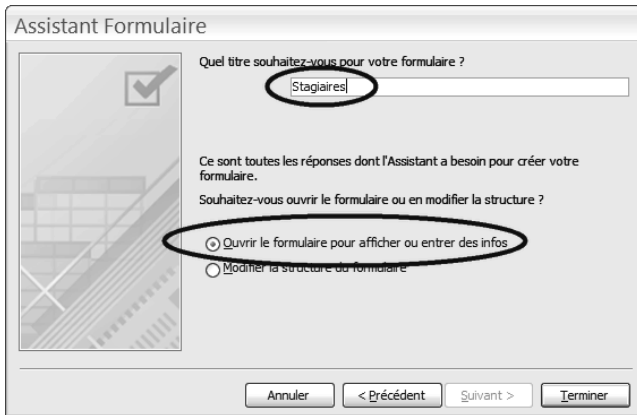 Assistant Formulaire
Quel titre souhaitez-vous pour votre formulaire ?
Stagiaires
Ce sont toutes les réponses dont l'Assistant a besoin pour créer votre
formulaire.
Souhaitez-vous ouvrir le formulaire ou en modifier la structure ?
Ouvrir le formulaire pour afficher ou entrer des infos
Modifier la structure du formulaire
Annuler
< Précédent
Suivant >
Terminer